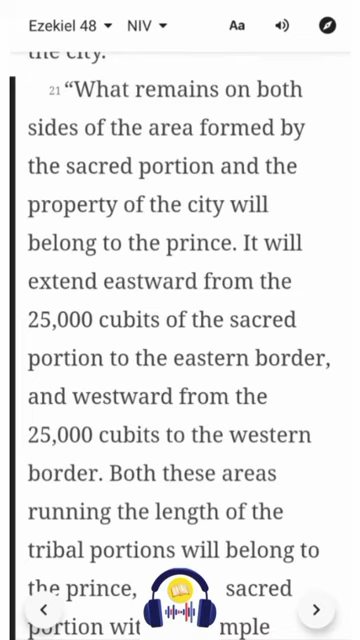 Ezekiel 48 NIV Aa
the city.
21 “What remains on both
sides of the area formed by
the sacred portion and the
property of the city will
belong to the prince. It will
extend eastward from the
25,000 cubits of the sacred
portion to the eastern border,
and westward from the
25,000 cubits to the western
border. Both these areas
running the length of the
tribal portions will belong to
the prince, sacred
portion wit mple